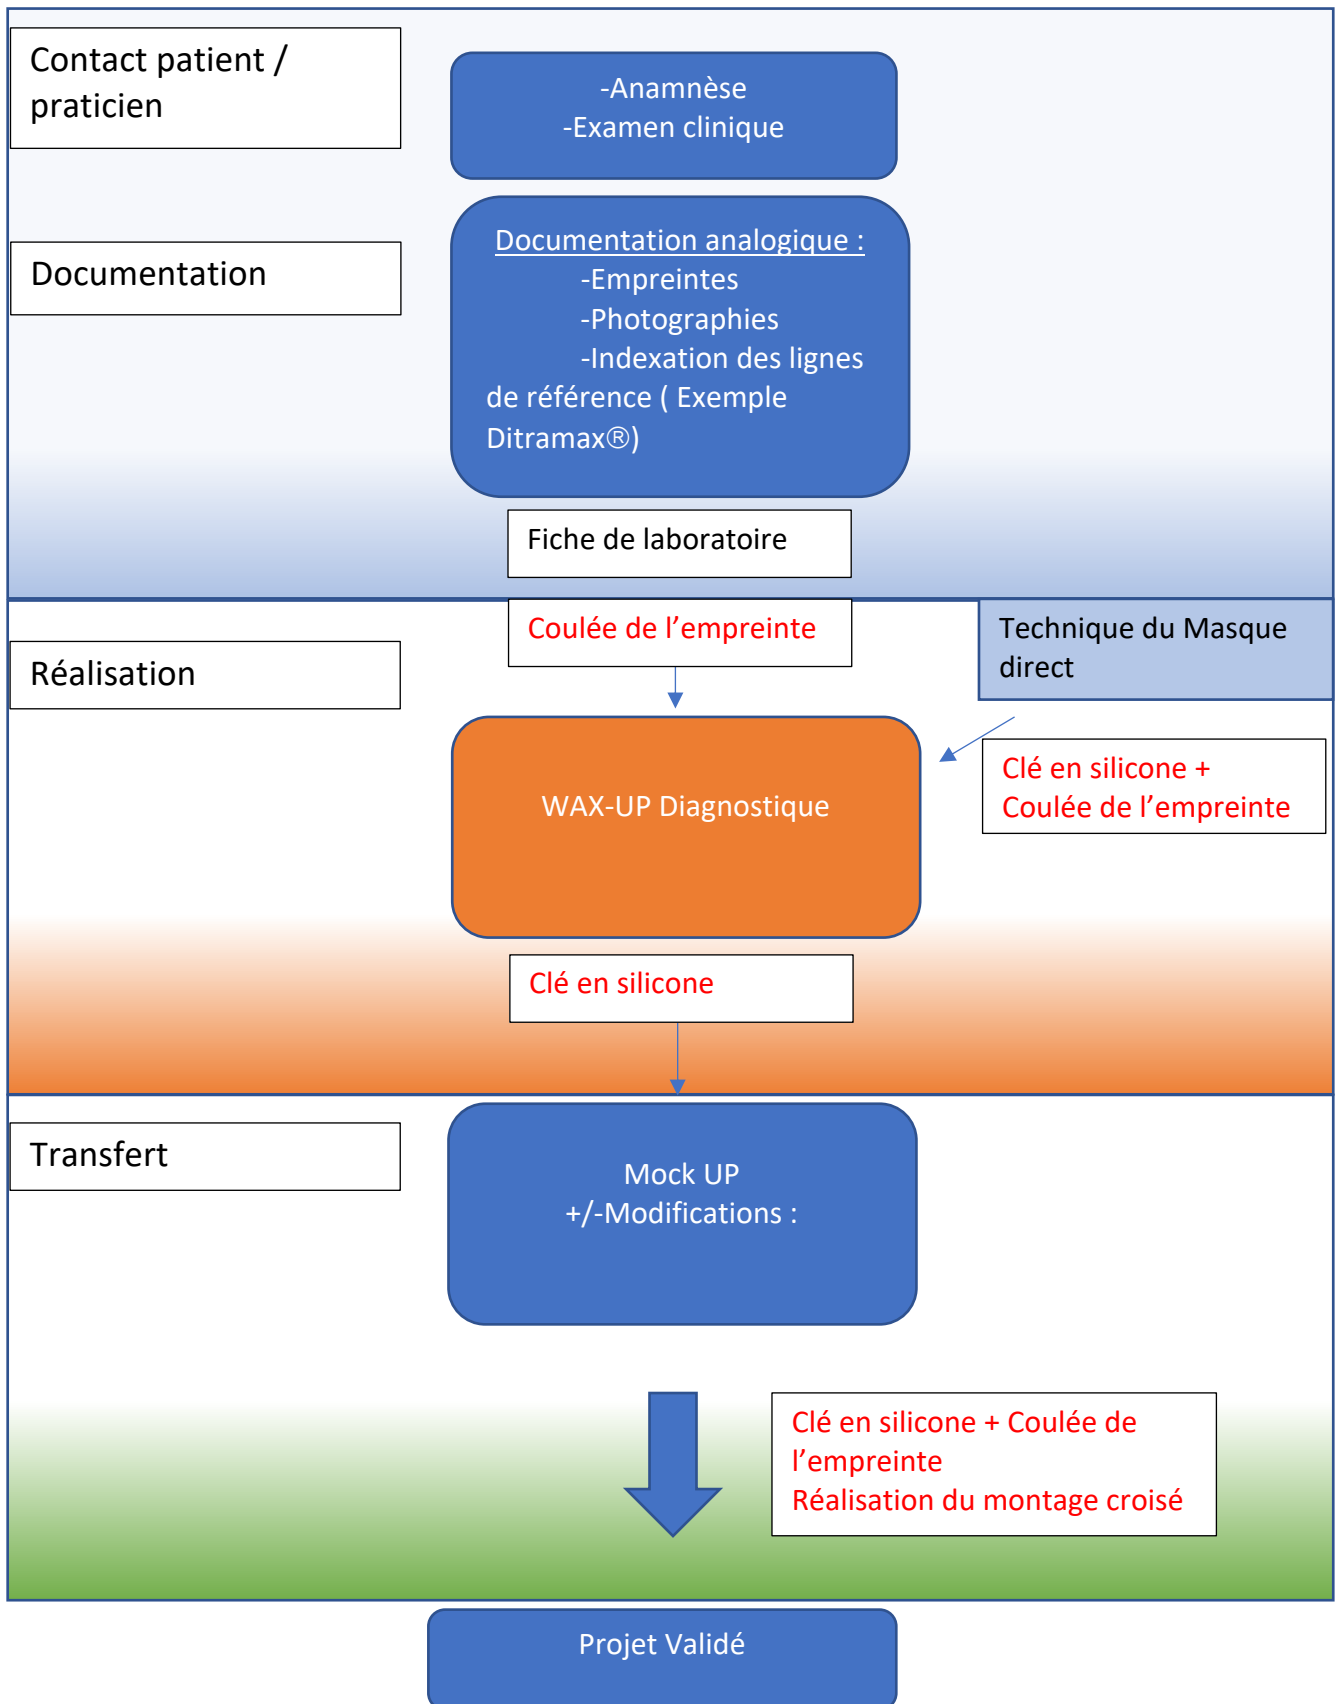 Contact patient /
praticien
-Anamnèse
-Examen clinique
Documentation
Documentation analogique :
-Empreintes
-Photographies
-Indexation des lignes
de référence ( Exemple
Ditramax®)
Fiche de laboratoire
Coulée de l’empreinte
Technique du Masque
direct
Réalisation
WAX-UP Diagnostique
Clé en silicone +
Coulée de l’empreinte
Clé en silicone
Transfert
Mock UP
+/-Modifications :
Clé en silicone + Coulée de
l’empreinte
Réalisation du montage croisé
Projet Validé